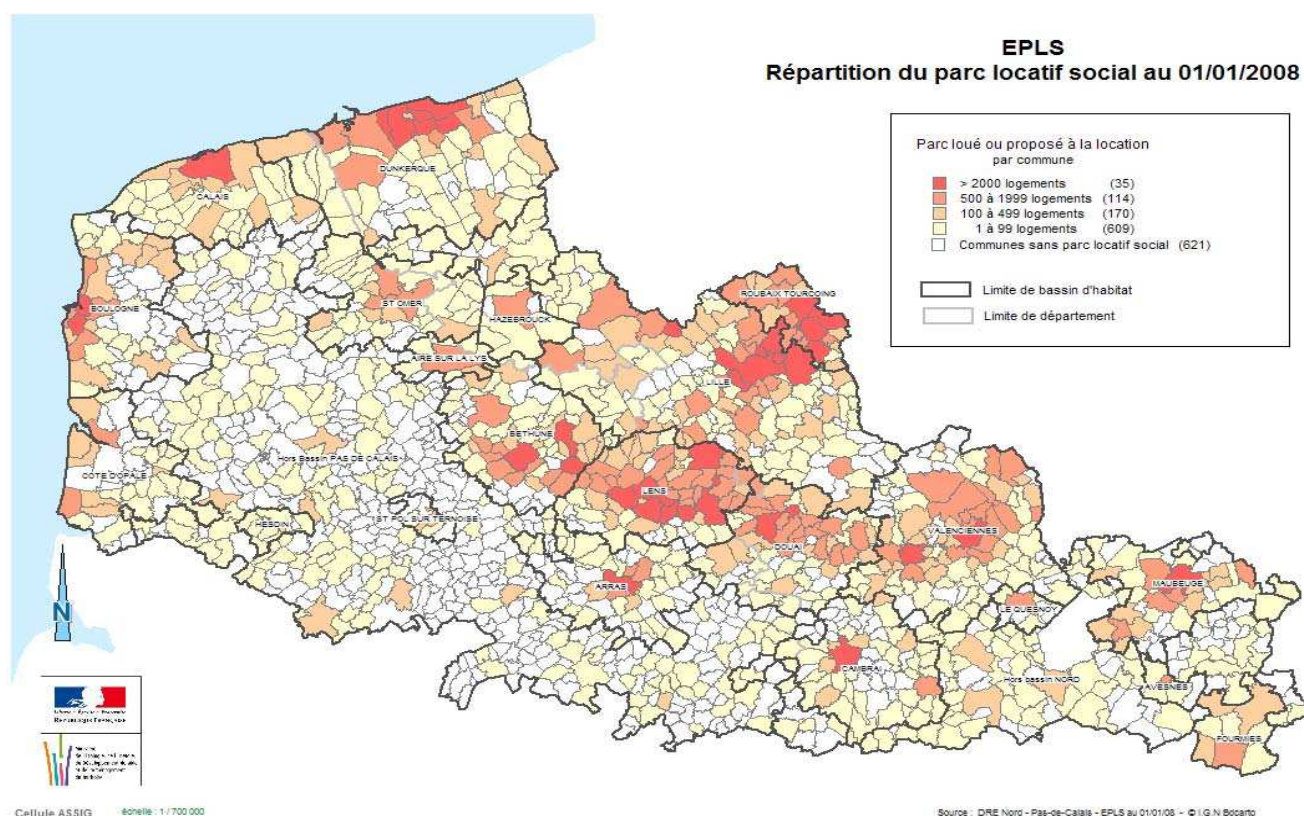 EPLS
Répartition du parc locatif social au 01/01/2008
Parc loué ou proposé à la location
par commune
> 2000 logements (35)
500 à 1999 logements (114)
100 à 499 logements (170)
1 à 99 logements (609)
Communes sans parc locatif social (621)
Limite de bassin d'habitat
Limite de département
DUNKERQUE
CALAIS
ROUBAIX TOURCOING
BOULOGNE
ST OMER
HAZEBROUCK
AIRE SUR LA LYS
LILLE
BETHUNE
Hors Bassin PAS DE CALAIS
COTE D'OPALE
LENS
HESDIN
ST POL SUR TERNOISE
VALENCIENNES
DOUAI
ARRAS
MAUBEUGE
LE QUESNOY
CAMBRAI
Hors bassin NORD
AVESNES
FOURMIES
N
Liberté • Égalité • Fraternité
RÉPUBLIQUE FRANÇAISE
Cellule ASSIG échelle : 1 / 700 000
Source : DRE Nord - Pas-de-Calais - EPLS au 01/01/08 - © I.G.N Bdcarto